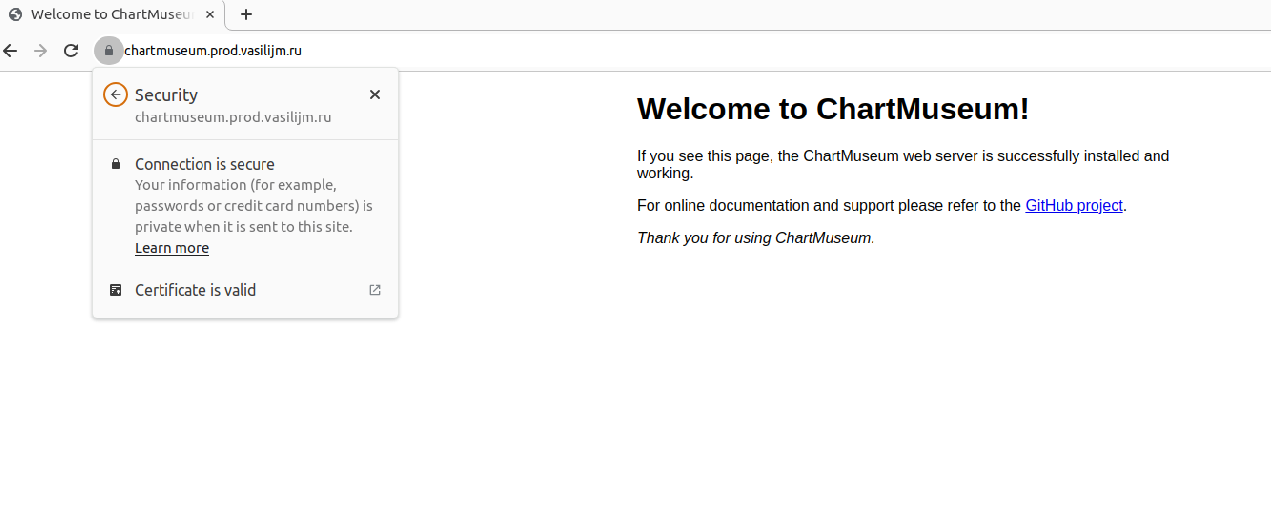 Welcome to ChartMuseum
chartmuseum.prod.vasilijm.ru
Security
chartmuseum.prod.vasilijm.ru
Connection is secure
Your information (for example,
passwords or credit card numbers) is
private when it is sent to this site.
Learn more
Certificate is valid
Welcome to ChartMuseum!
If you see this page, the ChartMuseum web server is successfully installed and
working.
For online documentation and support please refer to the GitHub project.
Thank you for using ChartMuseum.